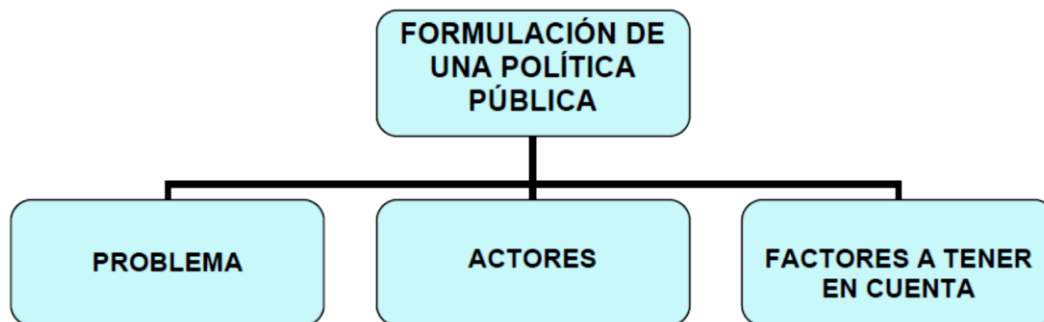 FORMULACIÓN DE
UNA POLÍTICA
PÚBLICA
PROBLEMA
ACTORES
FACTORES A TENER
EN CUENTA